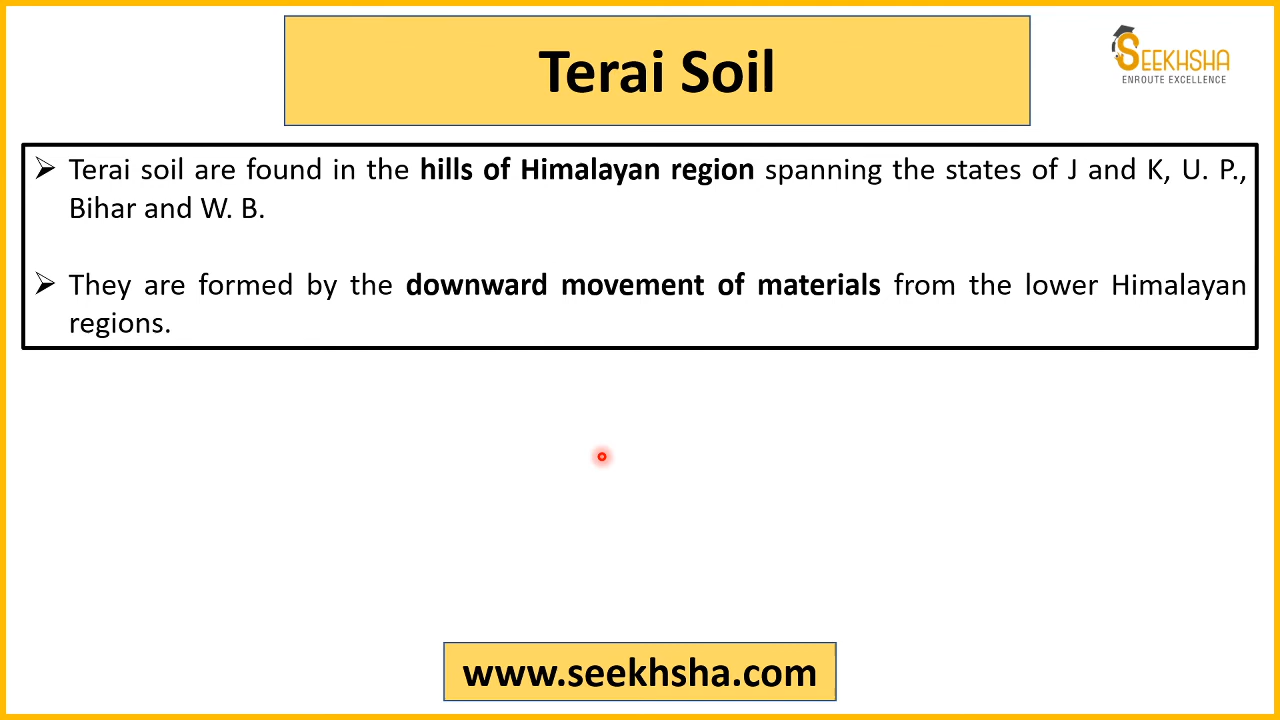 Terai Soil
SEEKHSHA
ENROUTE EXCELLENCE
➢ Terai soil are found in the hills of Himalayan region spanning the states of J and K, U. P.,
Bihar and W. B.
➢ They are formed by the downward movement of materials from the lower Himalayan
regions.
www.seekhsha.com